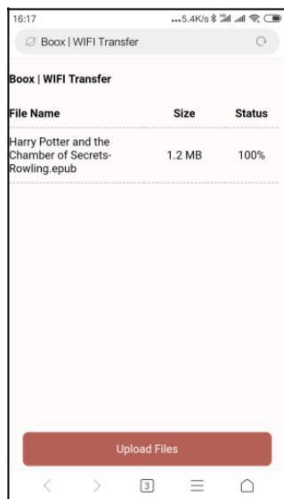 16:17 ...5.4K/s
Boox | WIFI Transfer
Boox | WIFI Transfer
File Name Size Status
Harry Potter and the
Chamber of Secrets- 1.2 MB 100%
Rowling.epub
Upload Files
3